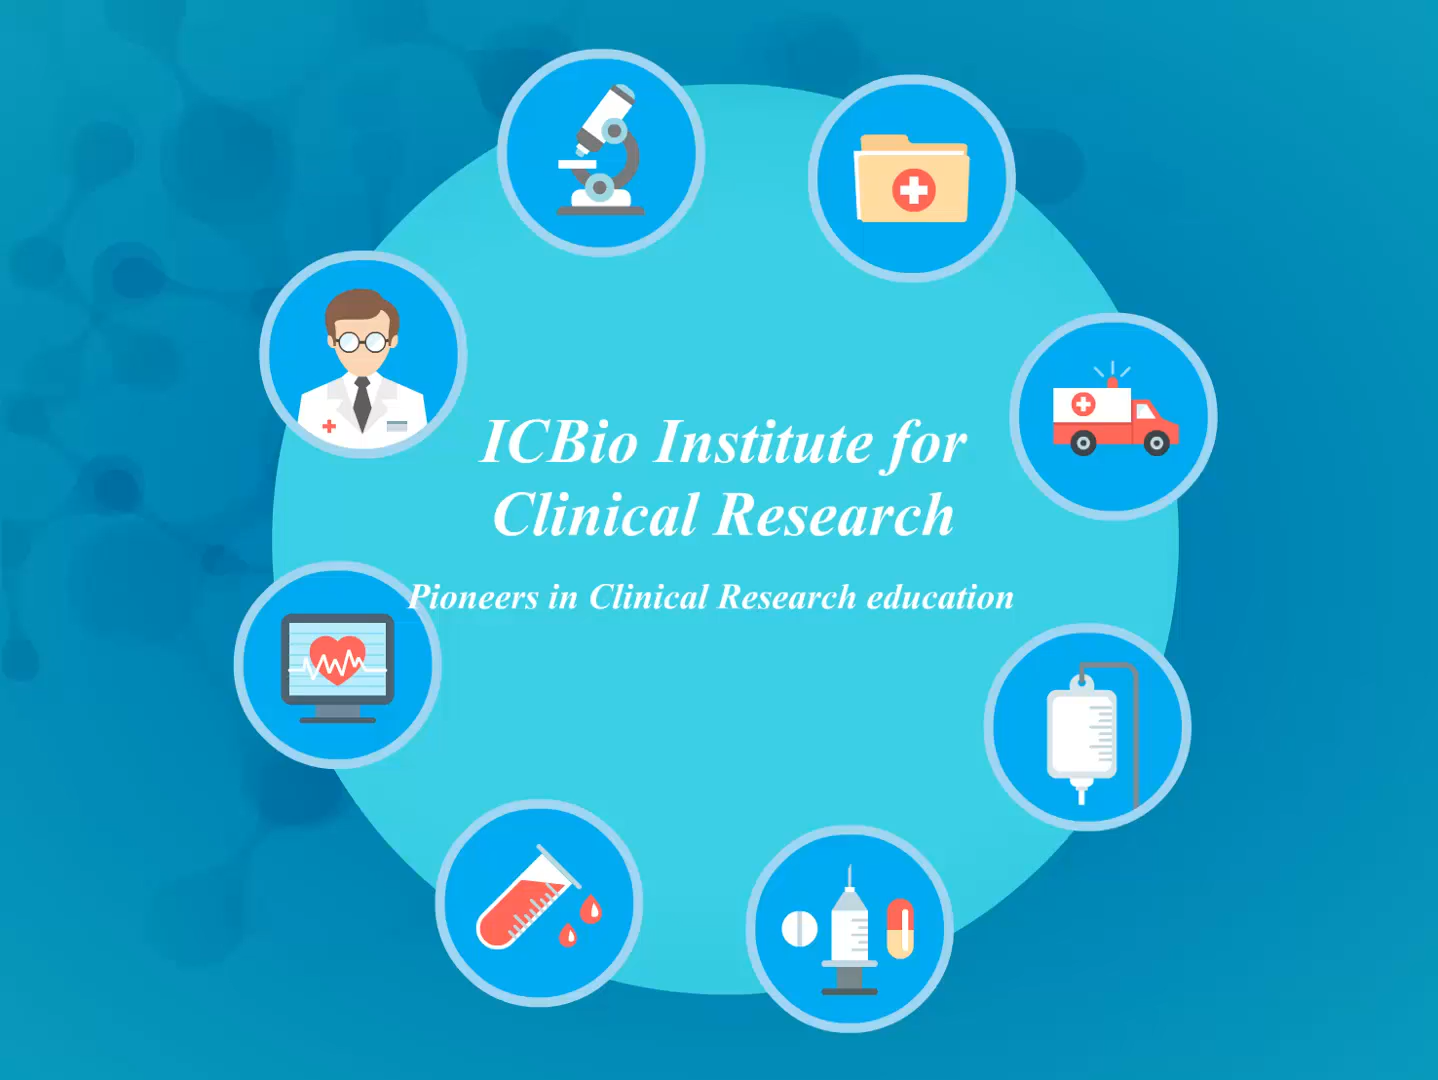 ICBio Institute for
Clinical Research
Pioneers in Clinical Research education